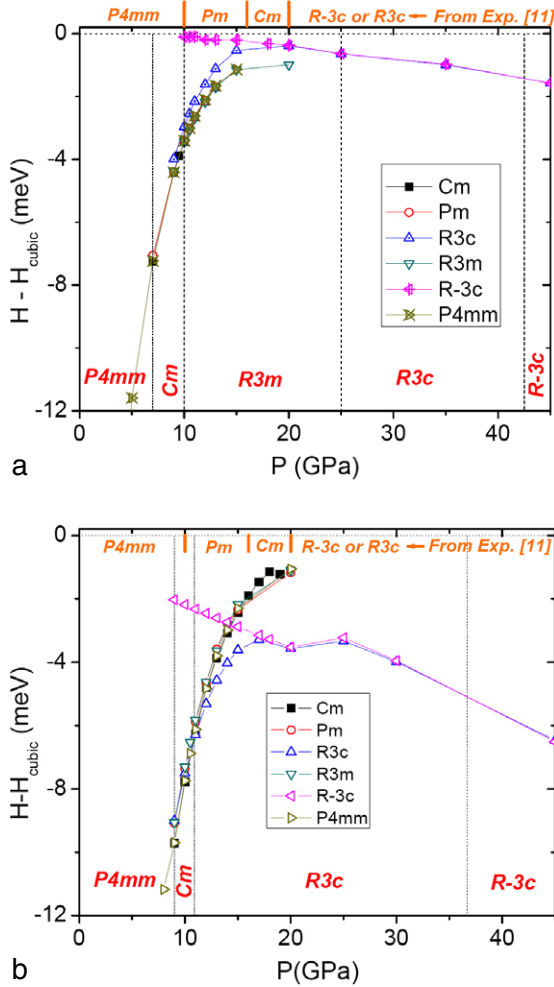 P4mm Pm Cm R-3c or R3c From Exp. [11]
0
-4
-8
-12
H - Hcubic (meV)
Cm
Pm
R3c
R3m
R-3c
P4mm
P4mm Cm R3m R3c R-3c
0 10 20 30 40
P (GPa)
a
P4mm Pm Cm R-3c or R3c From Exp. [11]
0
-4
-8
-12
H-Hcubic (meV)
Cm
Pm
R3c
R3m
R-3c
P4mm
P4mm Cm R3c R-3c
0 10 20 30 40
P(GPa)
b